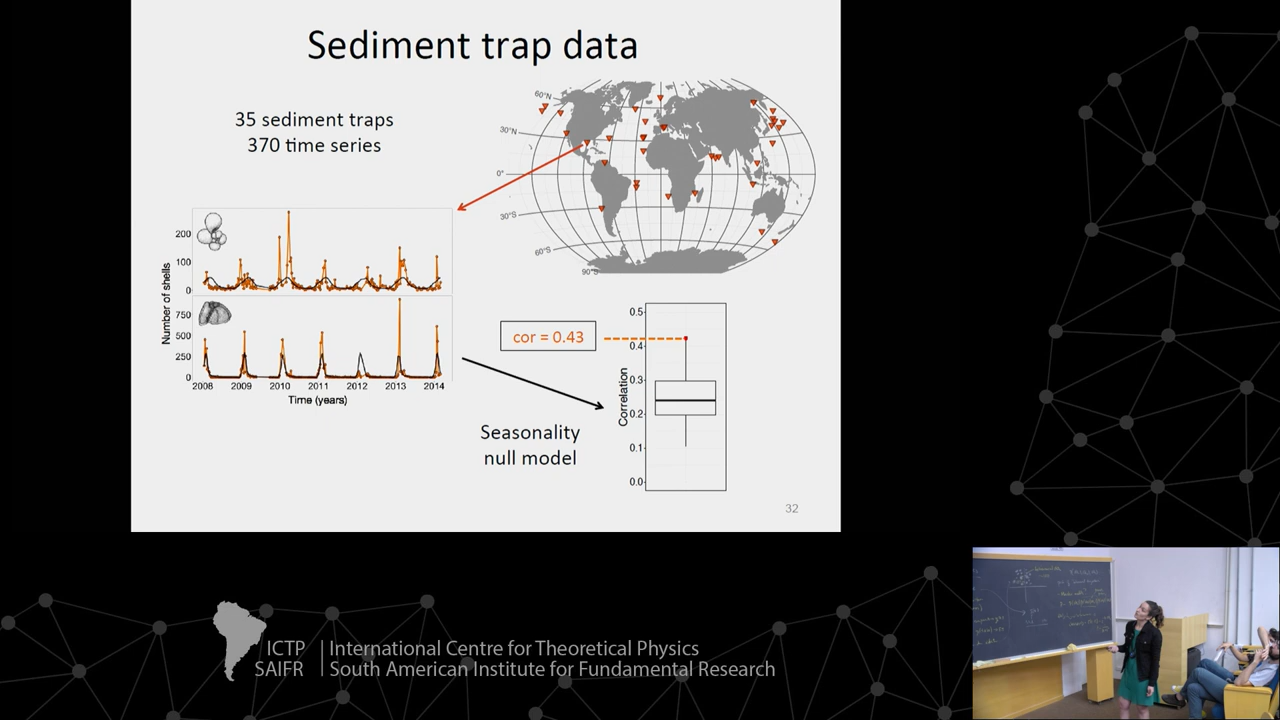 Sediment trap data
35 sediment traps
370 time series
60°N
30°N
0°
30°S
60°S
90°S
Number of shells
200
100
0
750
500
250
0
2008 2009 2010 2011 2012 2013 2014
Time (years)
cor = 0.43
Correlation
0.5
0.4
0.3
0.2
0.1
0.0
Seasonality
null model
32
ICTP International Centre for Theoretical Physics
SAIFR South American Institute for Fundamental Research